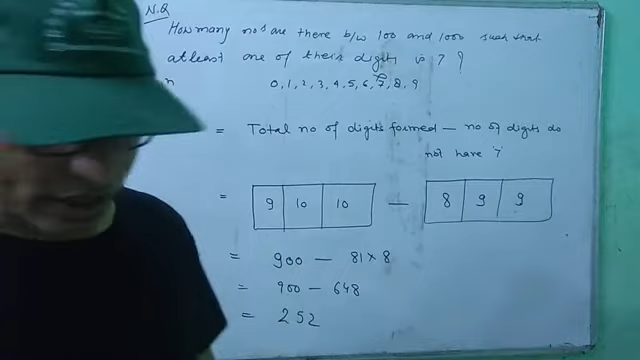 N.Q
How many no's are there b/w 100 and 1000 such that
atleast one of their digits is 7 ?
0, 1, 2, 3, 4, 5, 6, 7, 8, 9
= Total no of digits formed — no of digits do
not have '7
= 9 10 10 — 8 9 9
= 900 — 81 × 8
= 900 — 648
= 252